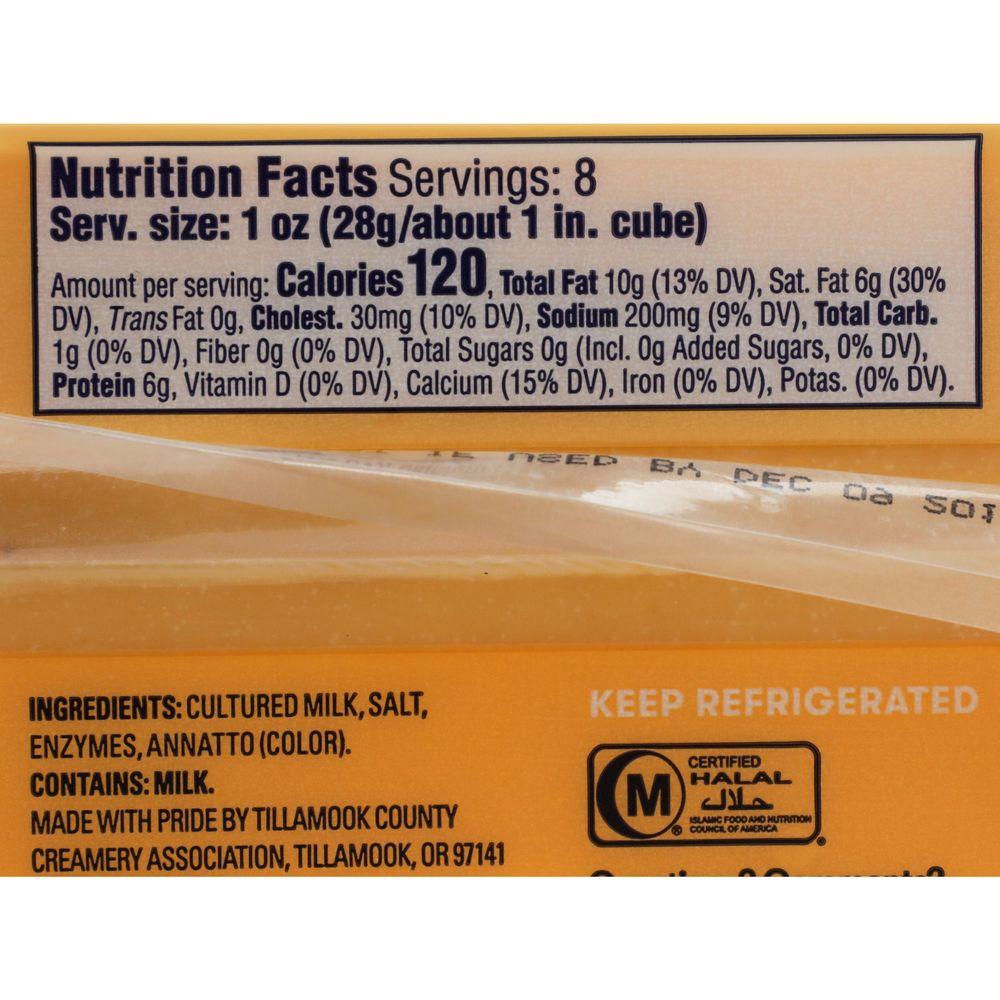 Nutrition Facts Servings: 8
Serv. size: 1 oz (28g/about 1 in. cube)
Amount per serving: Calories 120, Total Fat 10g (13% DV), Sat. Fat 6g (30%
DV), Trans Fat 0g, Cholest. 30mg (10% DV), Sodium 200mg (9% DV), Total Carb.
1g (0% DV), Fiber 0g (0% DV), Total Sugars 0g (Incl. 0g Added Sugars, 0% DV),
Protein 6g, Vitamin D (0% DV), Calcium (15% DV), Iron (0% DV), Potas. (0% DV).
BY DEC
INGREDIENTS: CULTURED MILK, SALT,
ENZYMES, ANNATTO (COLOR).
CONTAINS: MILK.
MADE WITH PRIDE BY TILLAMOOK COUNTY
CREAMERY ASSOCIATION, TILLAMOOK, OR 97141
KEEP REFRIGERATED
M
®
CERTIFIED
HALAL
حلال
ISLAMIC FOOD AND NUTRITION
COUNCIL OF AMERICA
®